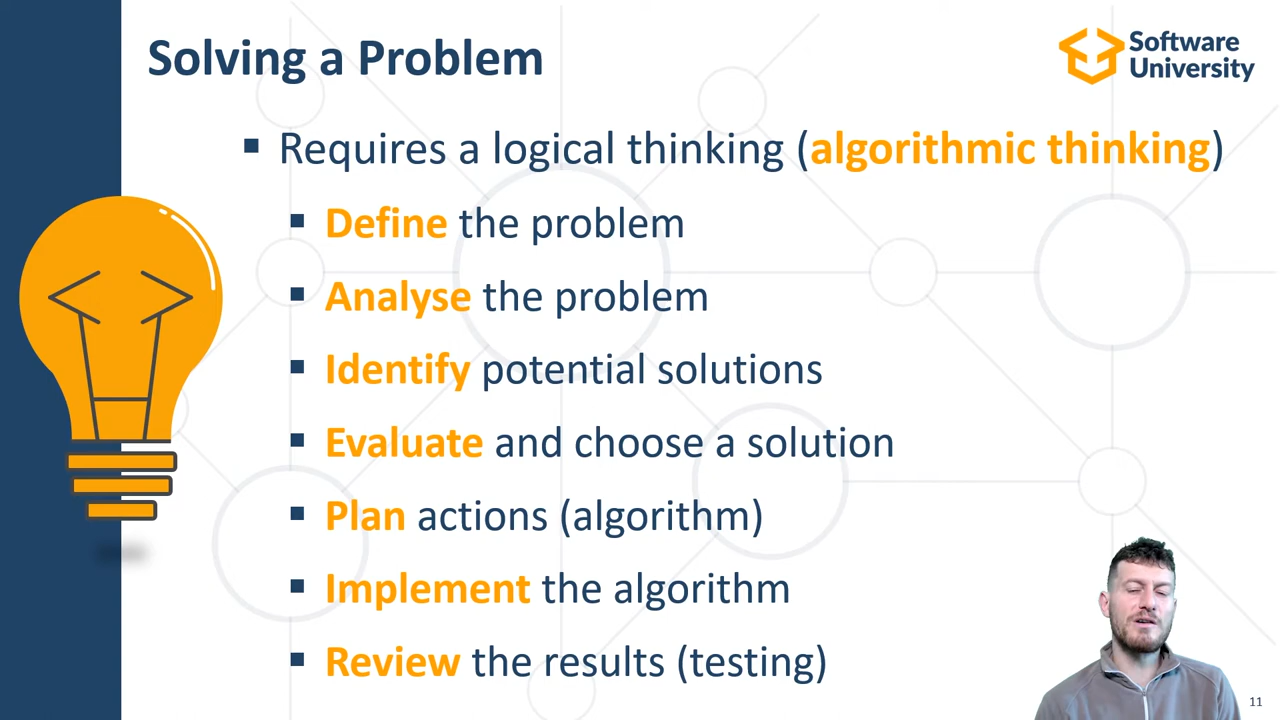 Solving a Problem
Software
University
Requires a logical thinking (algorithmic thinking)
Define the problem
Analyse the problem
Identify potential solutions
Evaluate and choose a solution
Plan actions (algorithm)
Implement the algorithm
Review the results (testing)
11